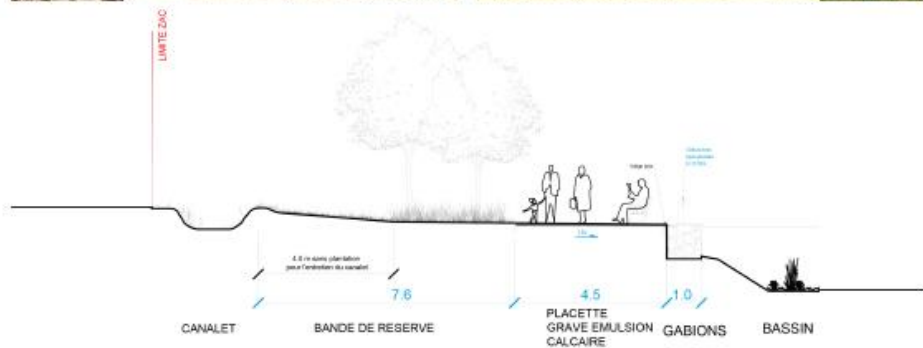 LIMITE ZAC
4.0 m sans plantation
pour l'entretien du canalet
7.6
4.5
1.0
CANALET
BANDE DE RESERVE
PLACETTE
GRAVE EMULSION
CALCAIRE
GABIONS
BASSIN